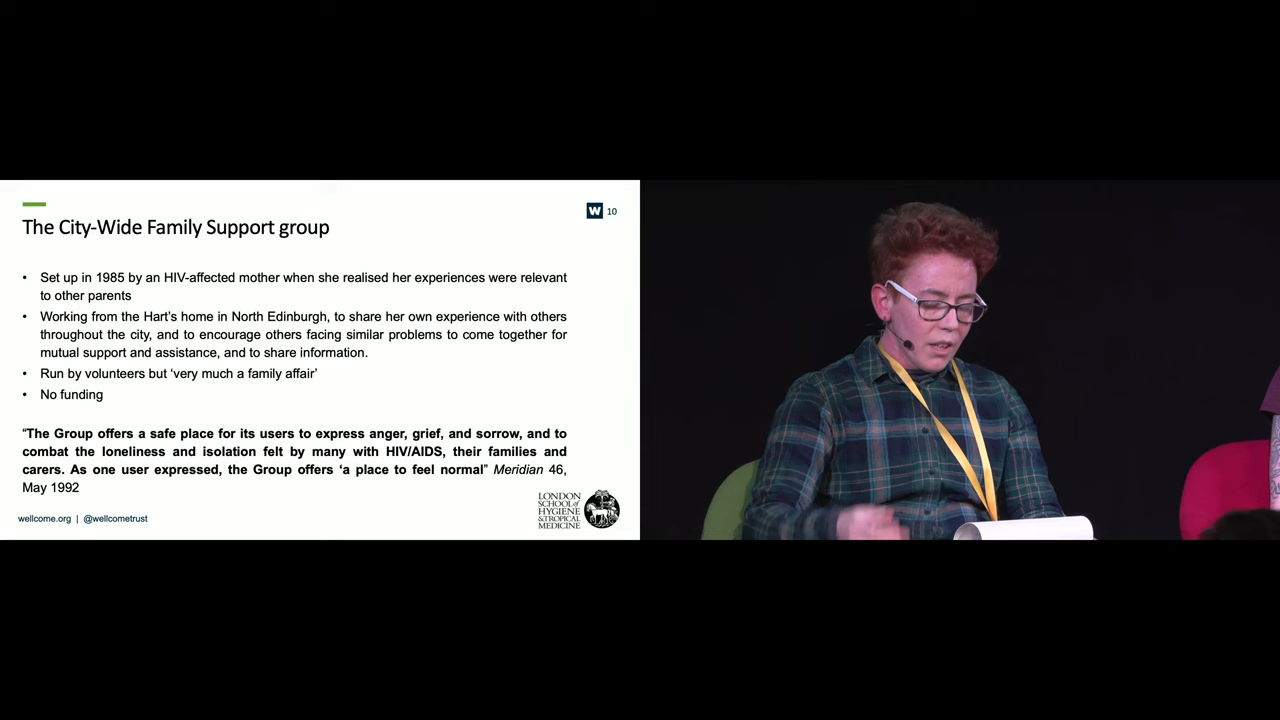 W 10
The City-Wide Family Support group
• Set up in 1985 by an HIV-affected mother when she realised her experiences were relevant
to other parents
• Working from the Hart’s home in North Edinburgh, to share her own experience with others
throughout the city, and to encourage others facing similar problems to come together for
mutual support and assistance, and to share information.
• Run by volunteers but ‘very much a family affair’
• No funding
“The Group offers a safe place for its users to express anger, grief, and sorrow, and to
combat the loneliness and isolation felt by many with HIV/AIDS, their families and
carers. As one user expressed, the Group offers ‘a place to feel normal” Meridian 46,
May 1992
wellcome.org | @wellcometrust
LONDON
SCHOOL of
HYGIENE
& TROPICAL
MEDICINE